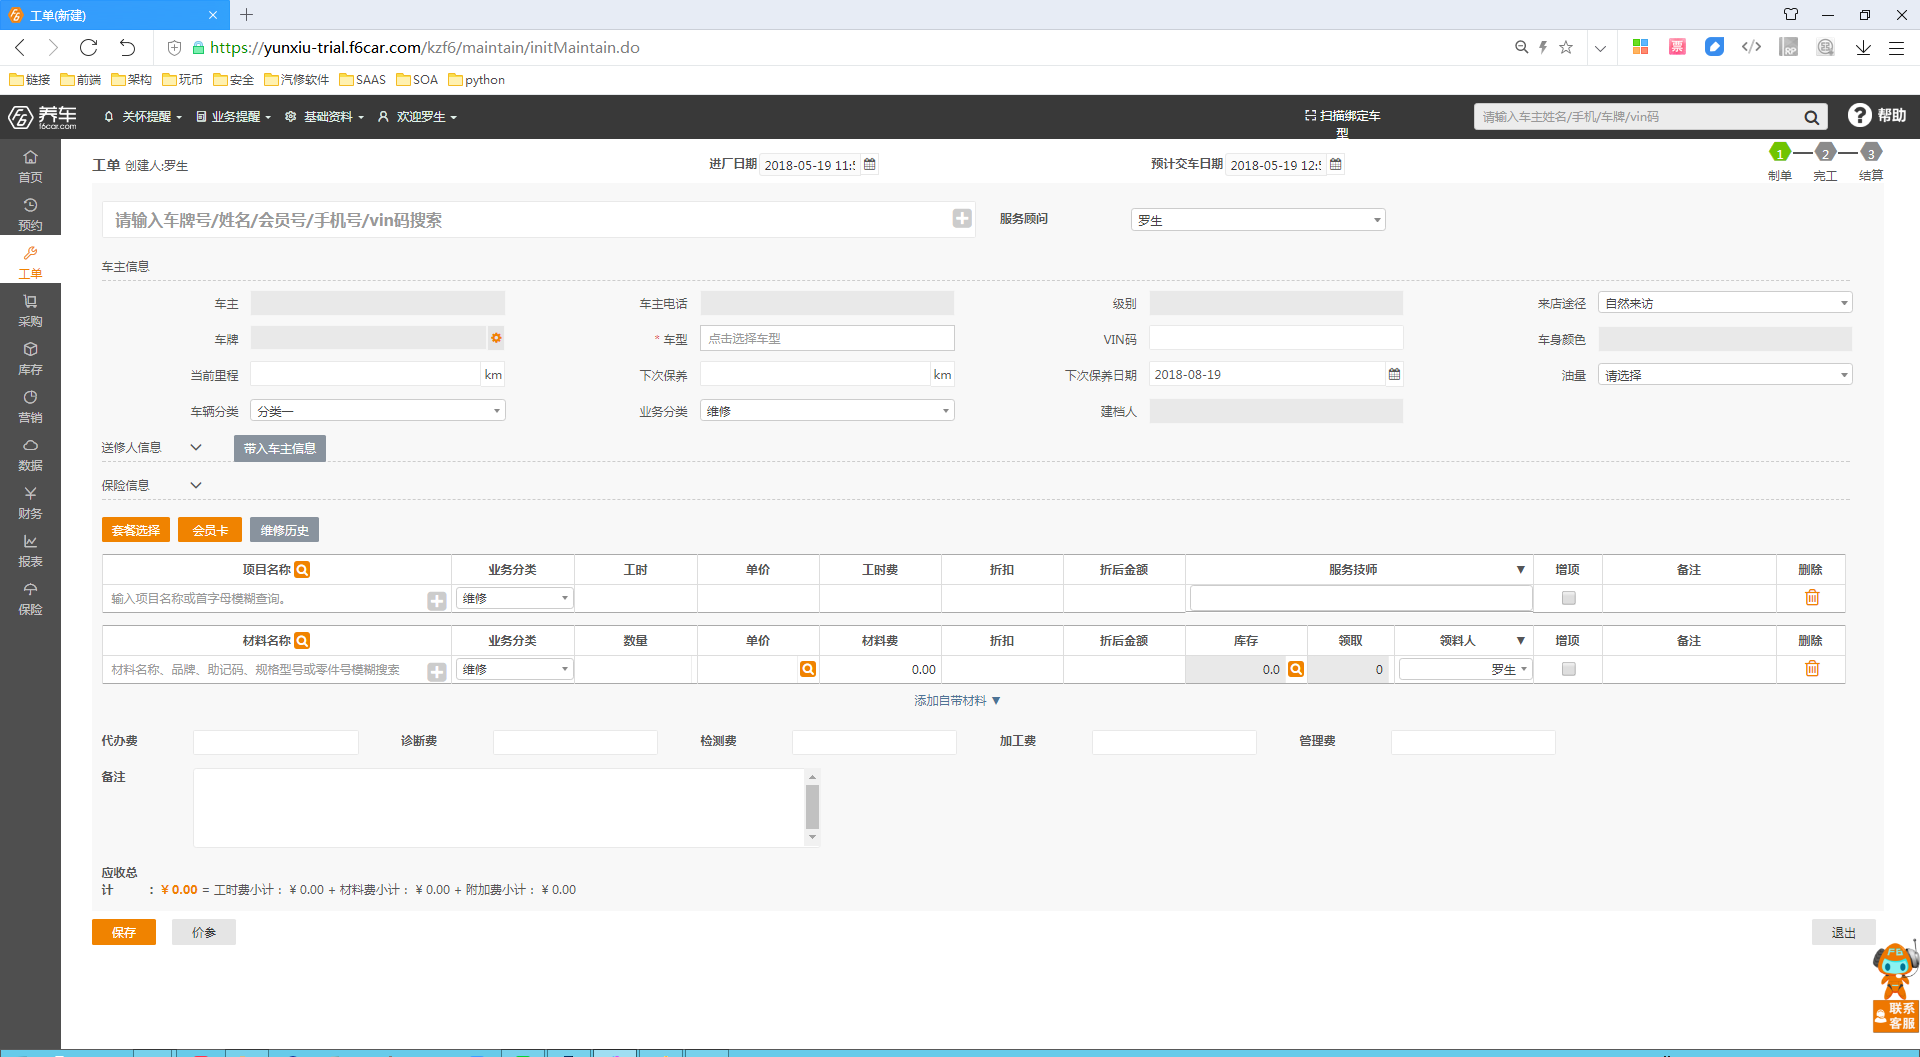 工单(新建)
https://yunxiu-trial.f6car.com/kzf6/maintain/initMaintain.do
链接 前端 架构 玩币 安全 汽修软件 SAAS SOA python
养车 f6car.com 关怀提醒 业务提醒 基础资料 欢迎罗生 扫描绑定车型 请输入车主姓名/手机/车牌/vin码 帮助
首页
预约
工单
采购
库存
营销
数据
财务
报表
保险
工单 创建人:罗生 进厂日期 2018-05-19 11: 预计交车日期 2018-05-19 12:
1 2 3
制单 完工 结算
请输入车牌号/姓名/会员号/手机号/vin码搜索 服务顾问 罗生
车主信息
车主 车主电话 级别 来店途径 自然来访
车牌 * 车型 点击选择车型 VIN码 车身颜色
当前里程 km 下次保养 km 下次保养日期 2018-08-19 油量 请选择
车辆分类 分类一 业务分类 维修 建档人
送修人信息 带入车主信息
保险信息
套餐选择 会员卡 维修历史
项目名称 业务分类 工时 单价 工时费 折扣 折后金额 服务技师 ▼ 增项 备注 删除
输入项目名称或首字母模糊查询。 维修
材料名称 业务分类 数量 单价 材料费 折扣 折后金额 库存 领取 领料人 ▼ 增项 备注 删除
材料名称、品牌、助记码、规格型号或零件号模糊搜索 维修 0.00 0.0 0 罗生
添加自带材料 ▼
代办费 诊断费 检测费 加工费 管理费
备注
应收总
计 : ¥ 0.00 = 工时费小计： ¥ 0.00 + 材料费小计： ¥ 0.00 + 附加费小计： ¥ 0.00
保存 价参 退出
F6
联系
客服